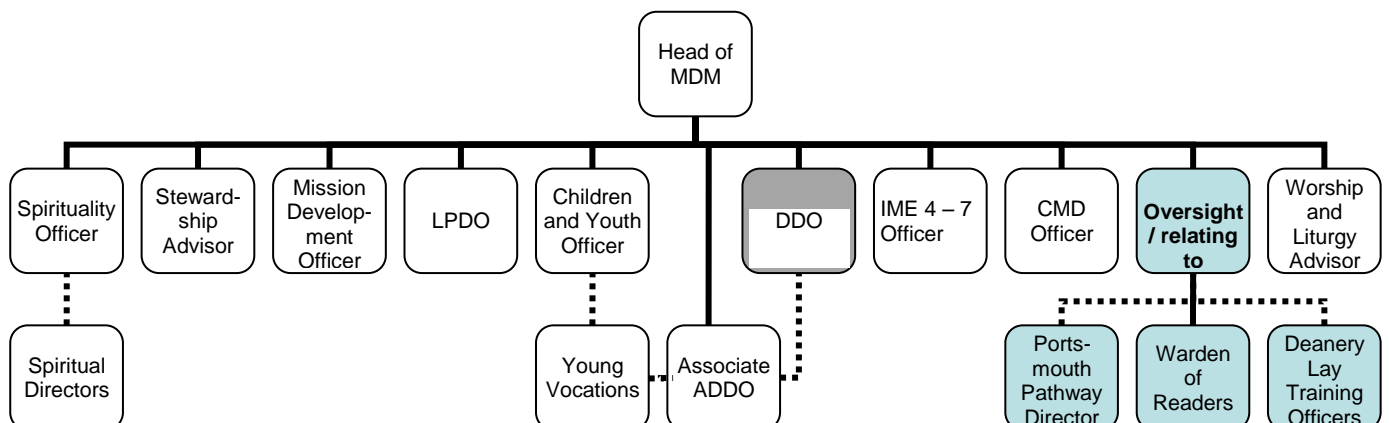 Head of
MDM
Spirituality
Officer
Steward-
ship
Advisor
Mission
Develop-
ment
Officer
LPDO
Children
and Youth
Officer
DDO
IME 4 – 7
Officer
CMD
Officer
Oversight
/ relating
to
Worship
and
Liturgy
Advisor
Spiritual
Directors
Young
Vocations
Associate
ADDO
Ports-
mouth
Pathway
Director
Warden
of
Readers
Deanery
Lay
Training
Officers